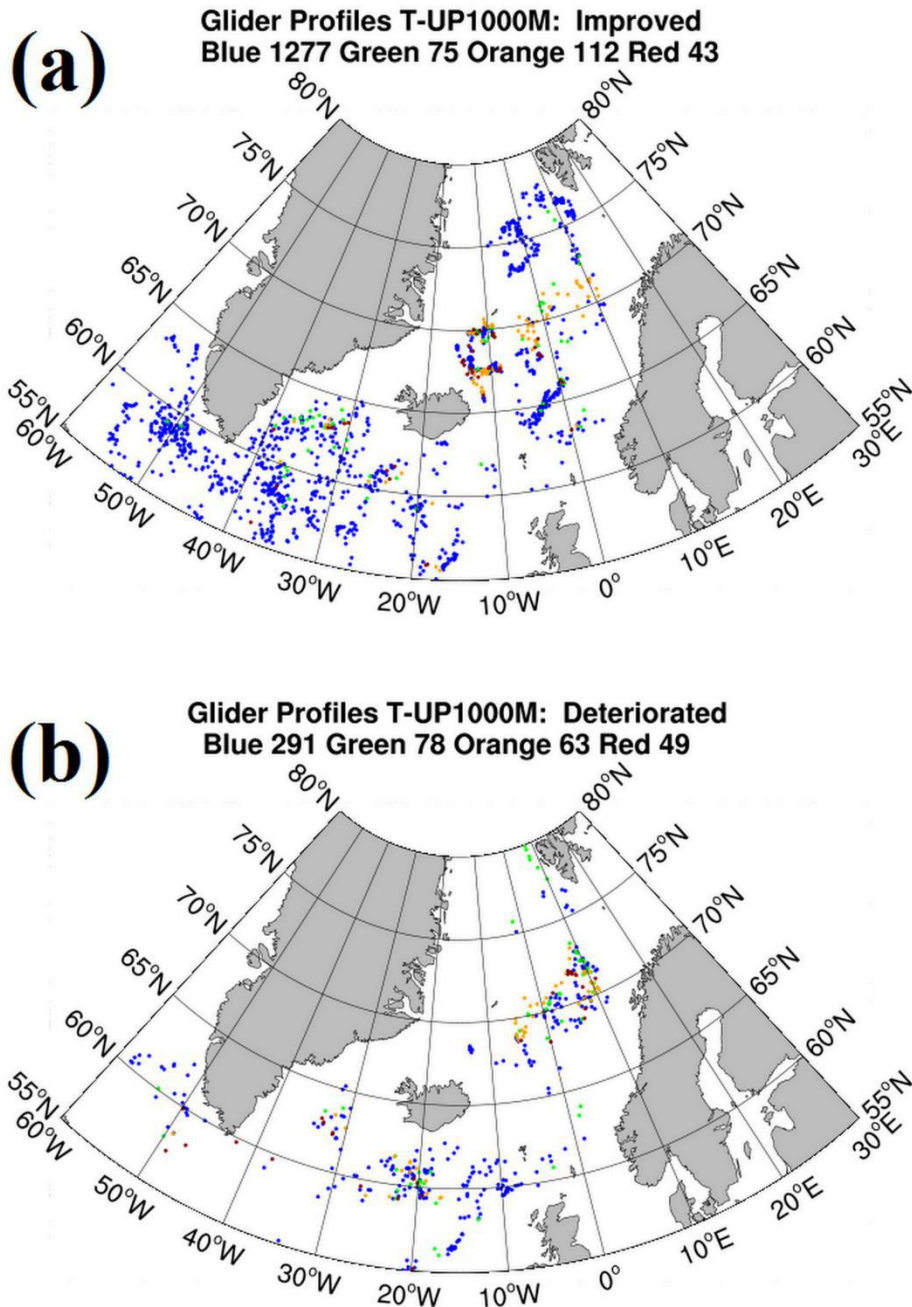 (a)
Glider Profiles T-UP1000M: Improved
Blue 1277 Green 75 Orange 112 Red 43
80°N
80°N
75°N
75°N
70°N
70°N
65°N
65°N
60°N
60°N
55°N
55°N
60°W
30°E
50°W
20°E
40°W
10°E
30°W
0°
20°W
10°W
(b)
Glider Profiles T-UP1000M: Deteriorated
Blue 291 Green 78 Orange 63 Red 49
80°N
80°N
75°N
75°N
70°N
70°N
65°N
65°N
60°N
60°N
55°N
55°N
60°W
30°E
50°W
20°E
40°W
10°E
30°W
0°
20°W
10°W